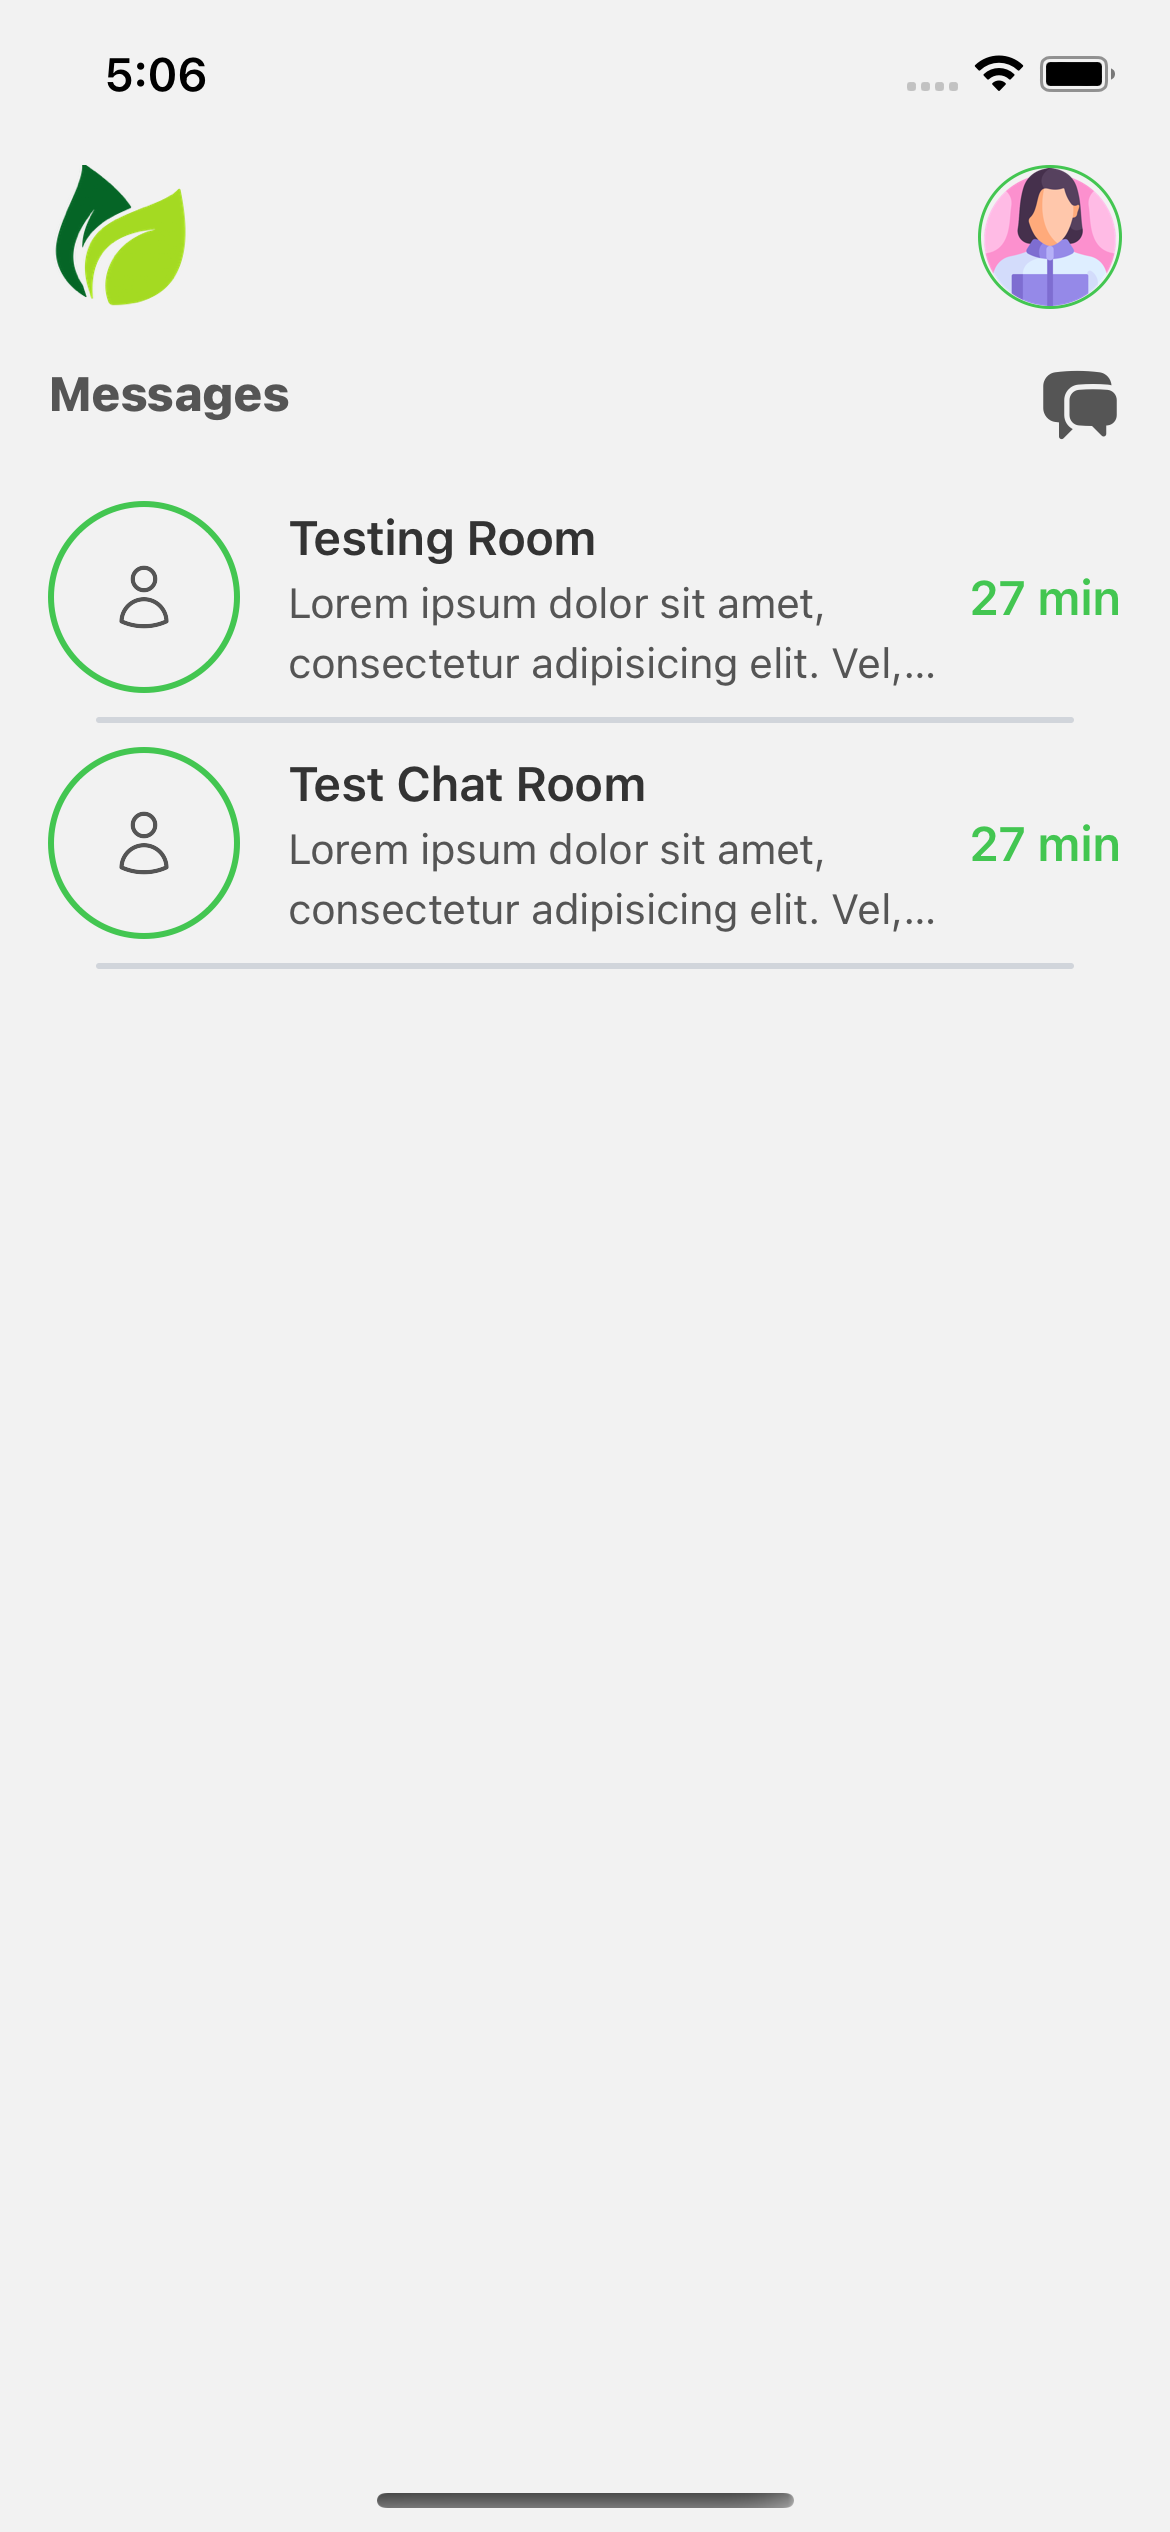 5:06
Messages
Testing Room
Lorem ipsum dolor sit amet,
consectetur adipisicing elit. Vel,...
27 min
Test Chat Room
Lorem ipsum dolor sit amet,
consectetur adipisicing elit. Vel,...
27 min